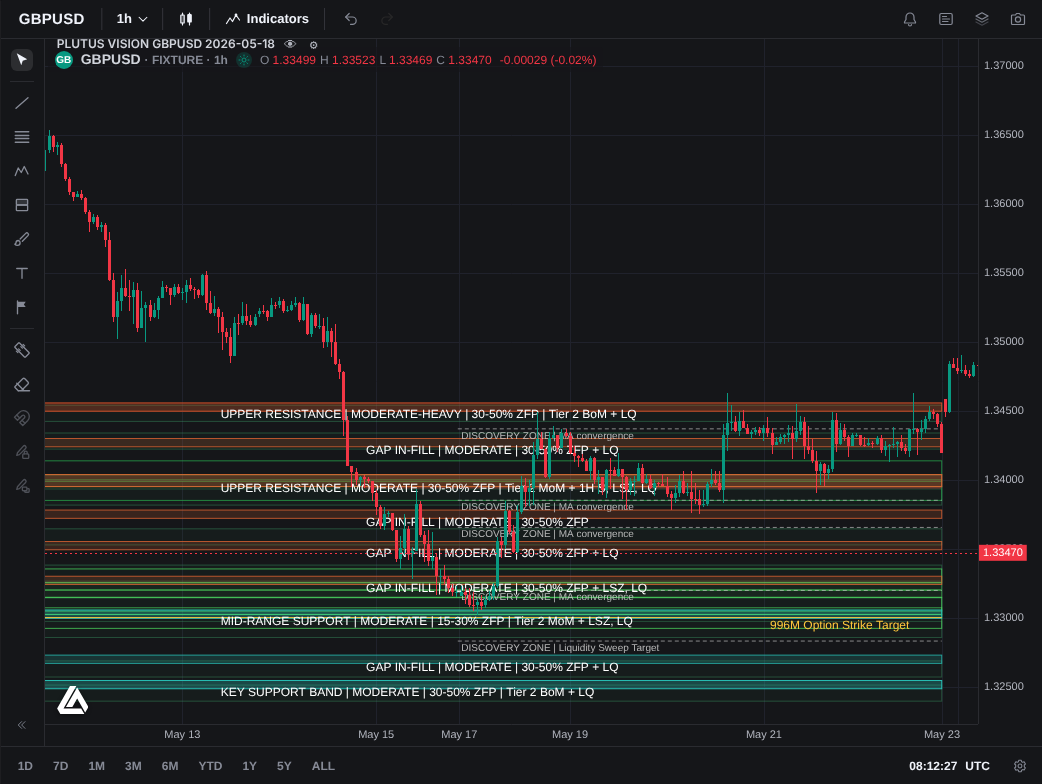 GBPUSD 1h Indicators
PLUTUS VISION GBPUSD 2026-05-18
GB GBPUSD · FIXTURE · 1h O 1.33499 H 1.33523 L 1.33469 C 1.33470 -0.00029 (-0.02%)
1.37000
1.36500
1.36000
1.35500
1.35000
1.34500
UPPER RESISTANCE | MODERATE-HEAVY | 30-50% ZFP | Tier 2 BoM + LQ
DISCOVERY ZONE | MA convergence
GAP IN-FILL | MODERATE | 30-50% ZFP + LQ
1.34000
UPPER RESISTANCE | MODERATE | 30-50% ZFP | Tier 2 MoM + 1H LSZ, LQ
DISCOVERY ZONE | MA convergence
GAP IN-FILL | MODERATE | 30-50% ZFP
DISCOVERY ZONE | MA convergence
GAP IN-FILL | MODERATE | 30-50% ZFP + LQ
1.33470
GAP IN-FILL | MODERATE | 30-50% ZFP + LSZ, LQ
DISCOVERY ZONE | MA convergence
1.33000
MID-RANGE SUPPORT | MODERATE | 15-30% ZFP | Tier 2 MoM + LSZ, LQ
996M Option Strike Target
DISCOVERY ZONE | Liquidity Sweep Target
GAP IN-FILL | MODERATE | 30-50% ZFP + LQ
1.32500
KEY SUPPORT BAND | MODERATE | 30-50% ZFP | Tier 2 BoM + LQ
May 13 May 15 May 17 May 19 May 21 May 23
1D 7D 1M 3M 6M YTD 1Y 5Y ALL 08:12:27 UTC